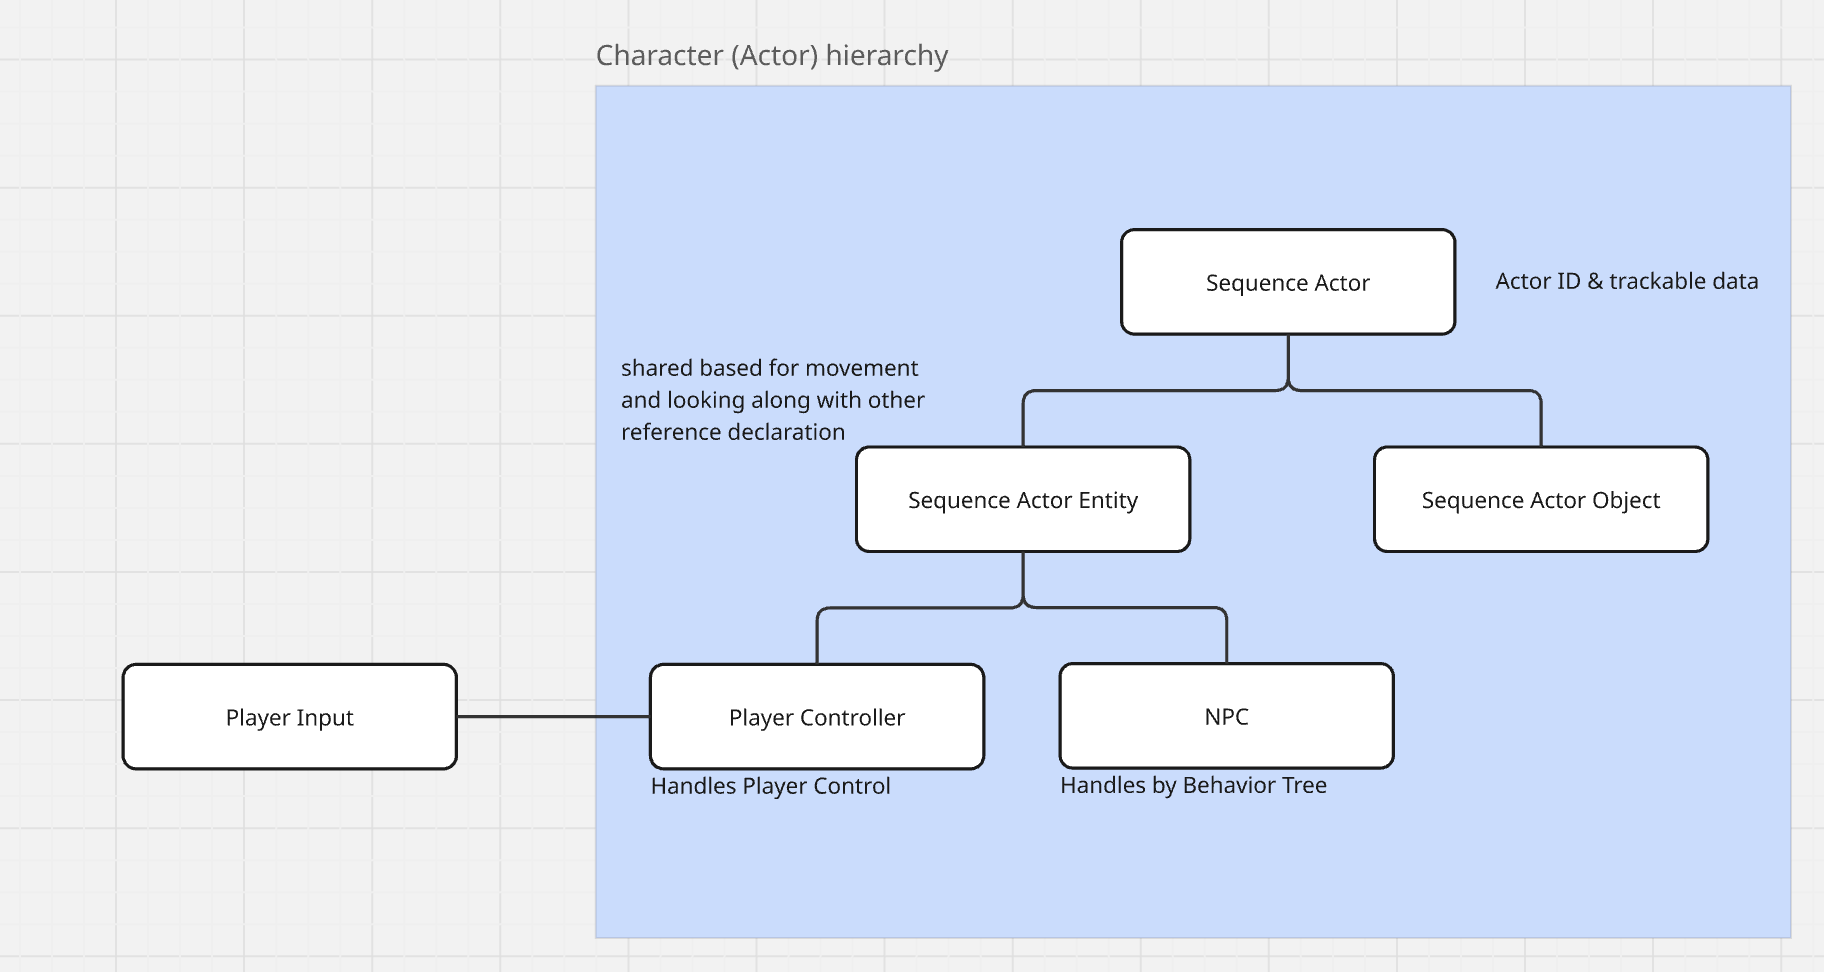 Character (Actor) hierarchy
Sequence Actor
Actor ID & trackable data
shared based for movement
and looking along with other
reference declaration
Sequence Actor Entity
Sequence Actor Object
Player Input
Player Controller
NPC
Handles Player Control
Handles by Behavior Tree